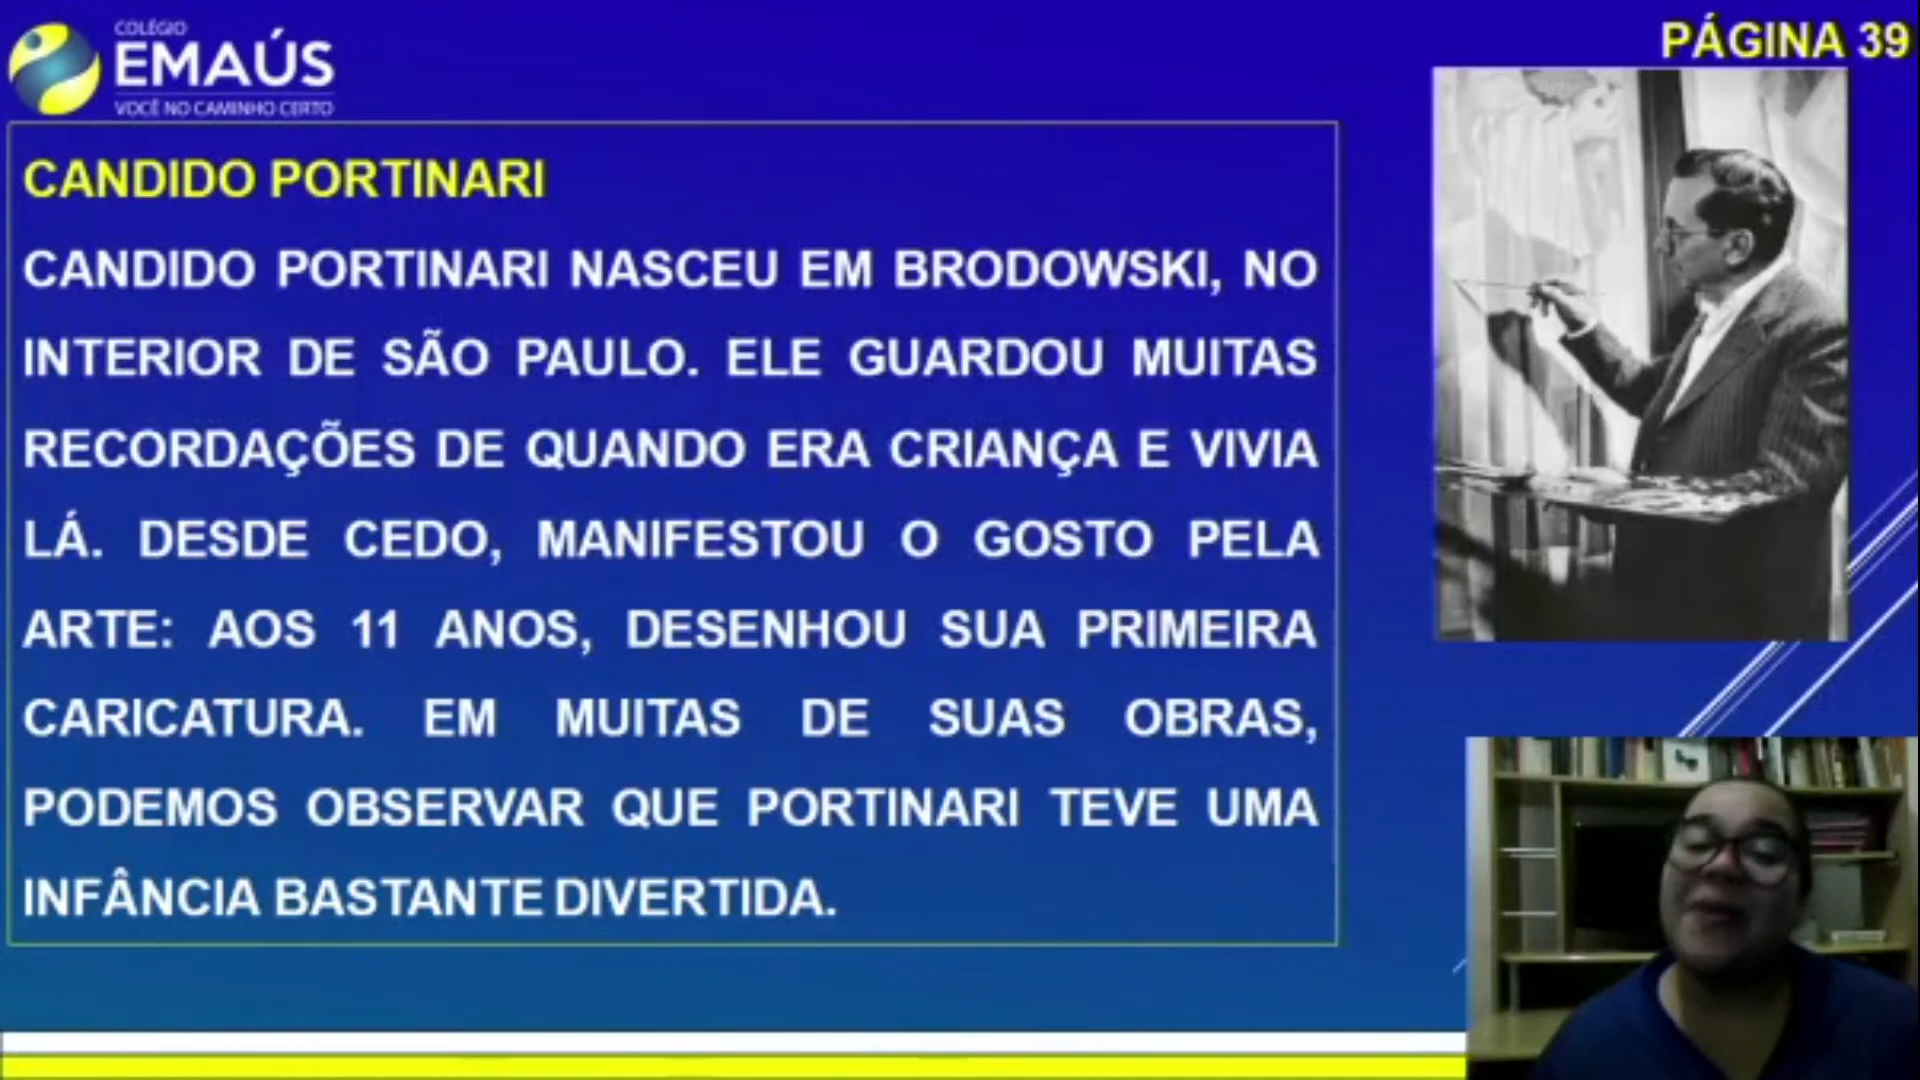 COLÉGIO
EMAÚS
VOCÊ NO CAMINHO CERTO
PÁGINA 39
CANDIDO PORTINARI
CANDIDO PORTINARI NASCEU EM BRODOWSKI, NO
INTERIOR DE SÃO PAULO. ELE GUARDOU MUITAS
RECORDAÇÕES DE QUANDO ERA CRIANÇA E VIVIA
LÁ. DESDE CEDO, MANIFESTOU O GOSTO PELA
ARTE: AOS 11 ANOS, DESENHOU SUA PRIMEIRA
CARICATURA. EM MUITAS DE SUAS OBRAS,
PODEMOS OBSERVAR QUE PORTINARI TEVE UMA
INFÂNCIA BASTANTE DIVERTIDA.